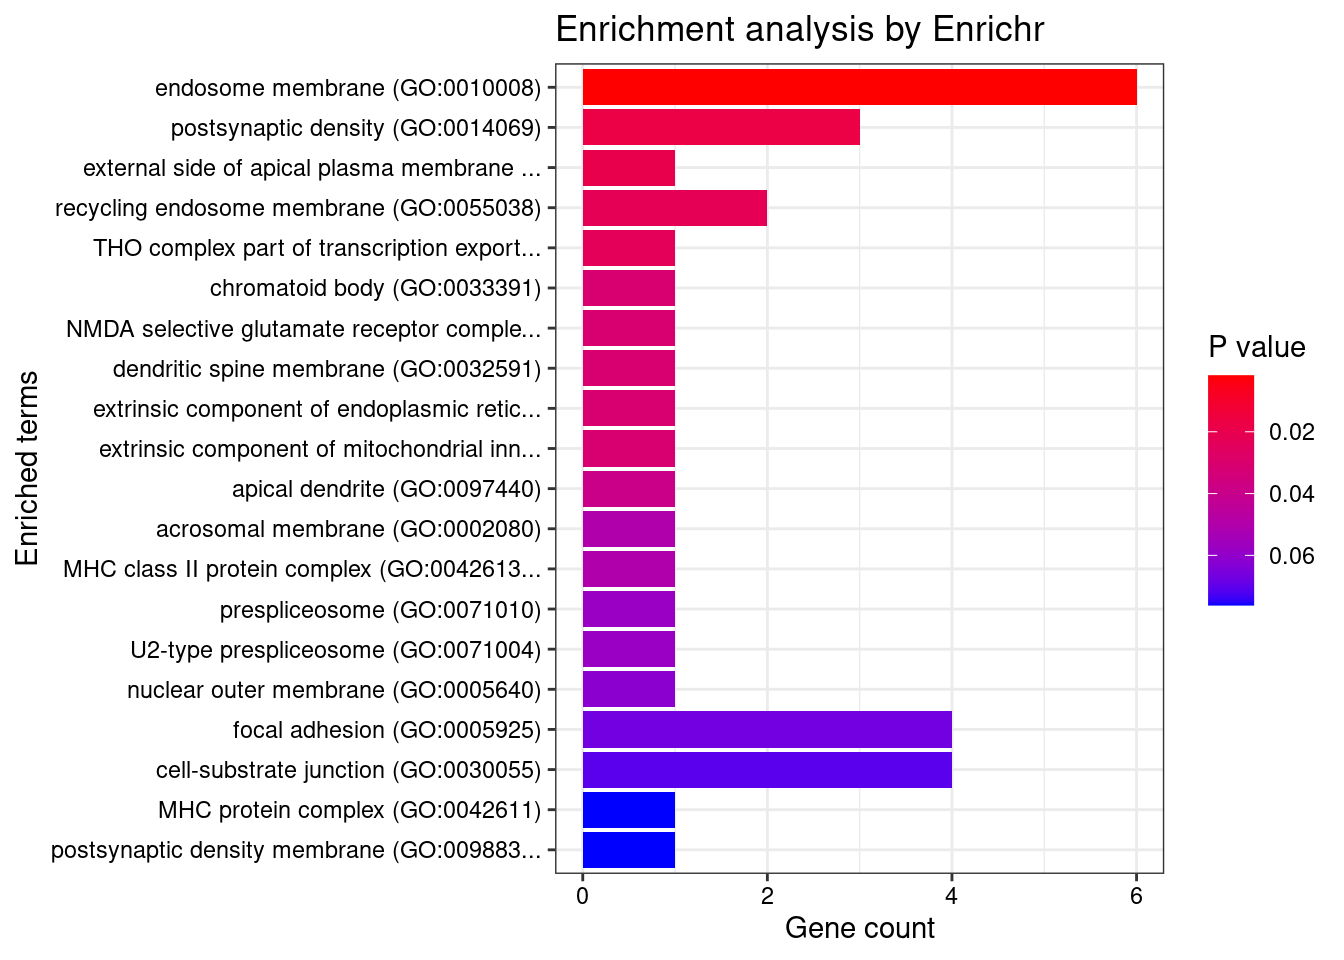 Enrichment analysis by Enrichr
endosome membrane (GO:0010008)
postsynaptic density (GO:0014069)
external side of apical plasma membrane ...
recycling endosome membrane (GO:0055038)
THO complex part of transcription export...
chromatoid body (GO:0033391)
NMDA selective glutamate receptor comple...
dendritic spine membrane (GO:0032591)
extrinsic component of endoplasmic retic...
extrinsic component of mitochondrial inn...
apical dendrite (GO:0097440)
acrosomal membrane (GO:0002080)
MHC class II protein complex (GO:0042613...
prespliceosome (GO:0071010)
U2-type prespliceosome (GO:0071004)
nuclear outer membrane (GO:0005640)
focal adhesion (GO:0005925)
cell-substrate junction (GO:0030055)
MHC protein complex (GO:0042611)
postsynaptic density membrane (GO:009883...
Enriched terms
0 2 4 6
Gene count
P value
0.02
0.04
0.06